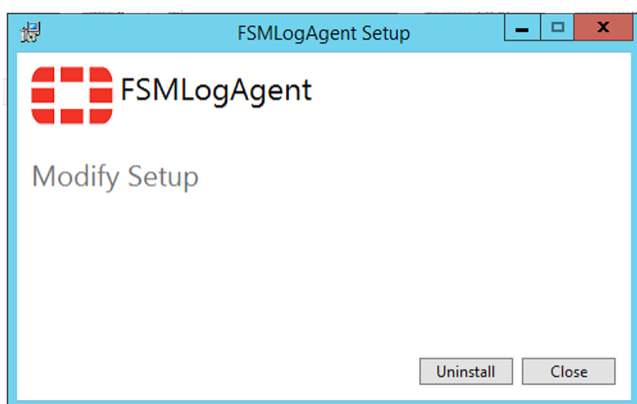 FSMLogAgent Setup
FSMLogAgent
Modify Setup
Uninstall
Close